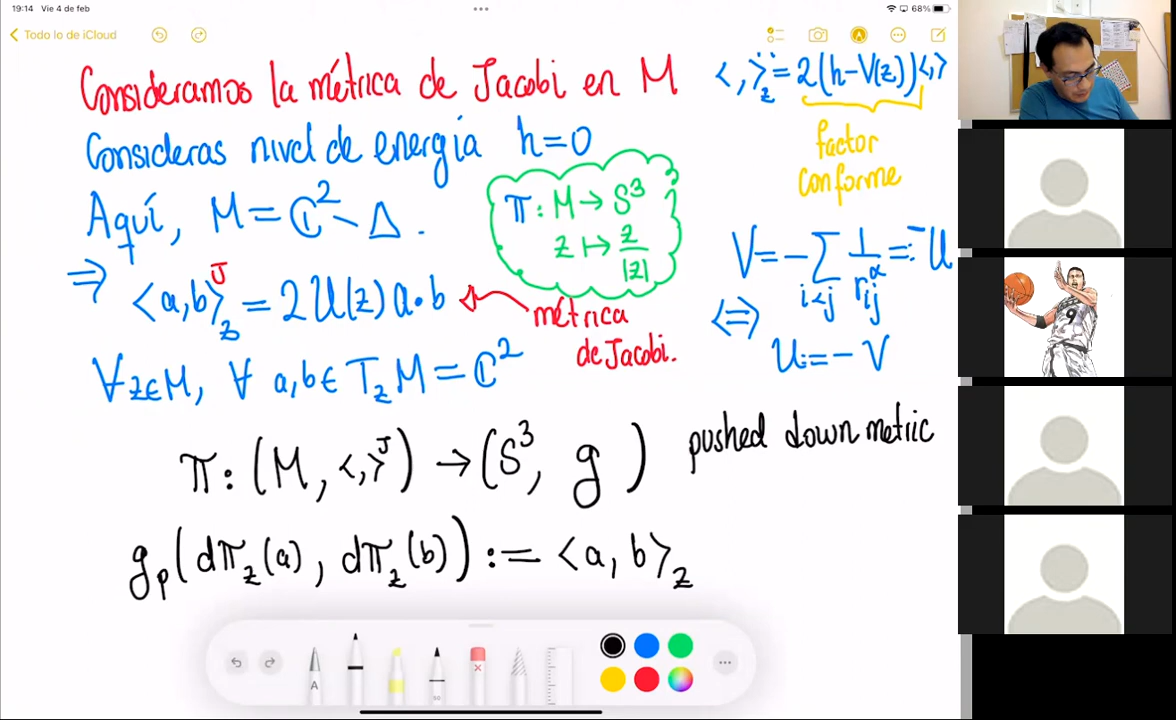 19:14 Vie 4 de feb
68%
Todo lo de iCloud
Consideramos la métrica de Jacobi en M
Consideras nivel de energía h=0
Aquí, M = ℂ² − Δ.
⇒ ⟨a,b⟩ᴶ_z = 2U(z) a·b
∀z∈M, ∀ a,b∈ T_zM = ℂ²
π: M → S³
z ↦ z/|z|
métrica
de Jacobi.
⟨,⟩ᴶ_z = 2(h−V(z))⟨,⟩
factor
conforme
V = −∑_{i<j} 1/r_{ij}^α =: −U
⟺
U := −V
π: (M, ⟨,⟩ᴶ) → (S³, g) pushed down metric
g_p(dπ_z(a), dπ_z(b)) := ⟨a, b⟩_z
A
50
9